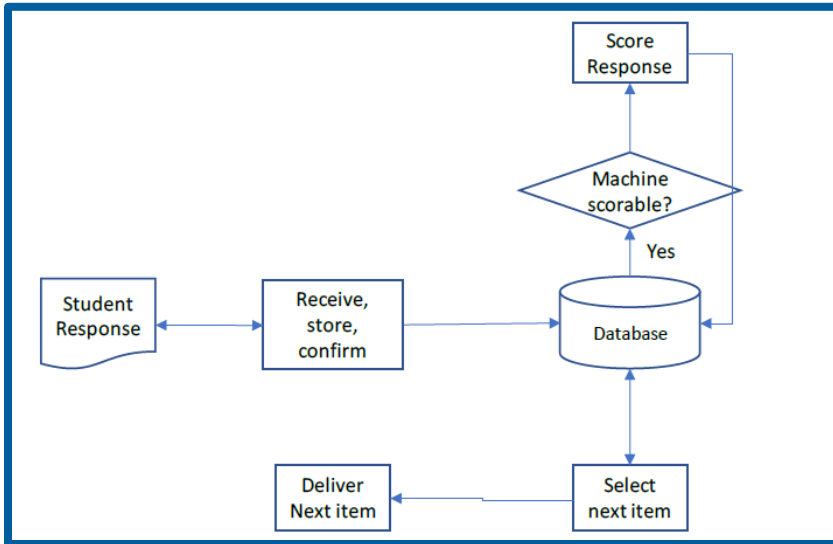 Score
Response
Machine
scorable?
Yes
Student
Response
Receive,
store,
confirm
Database
Deliver
Next item
Select
next item